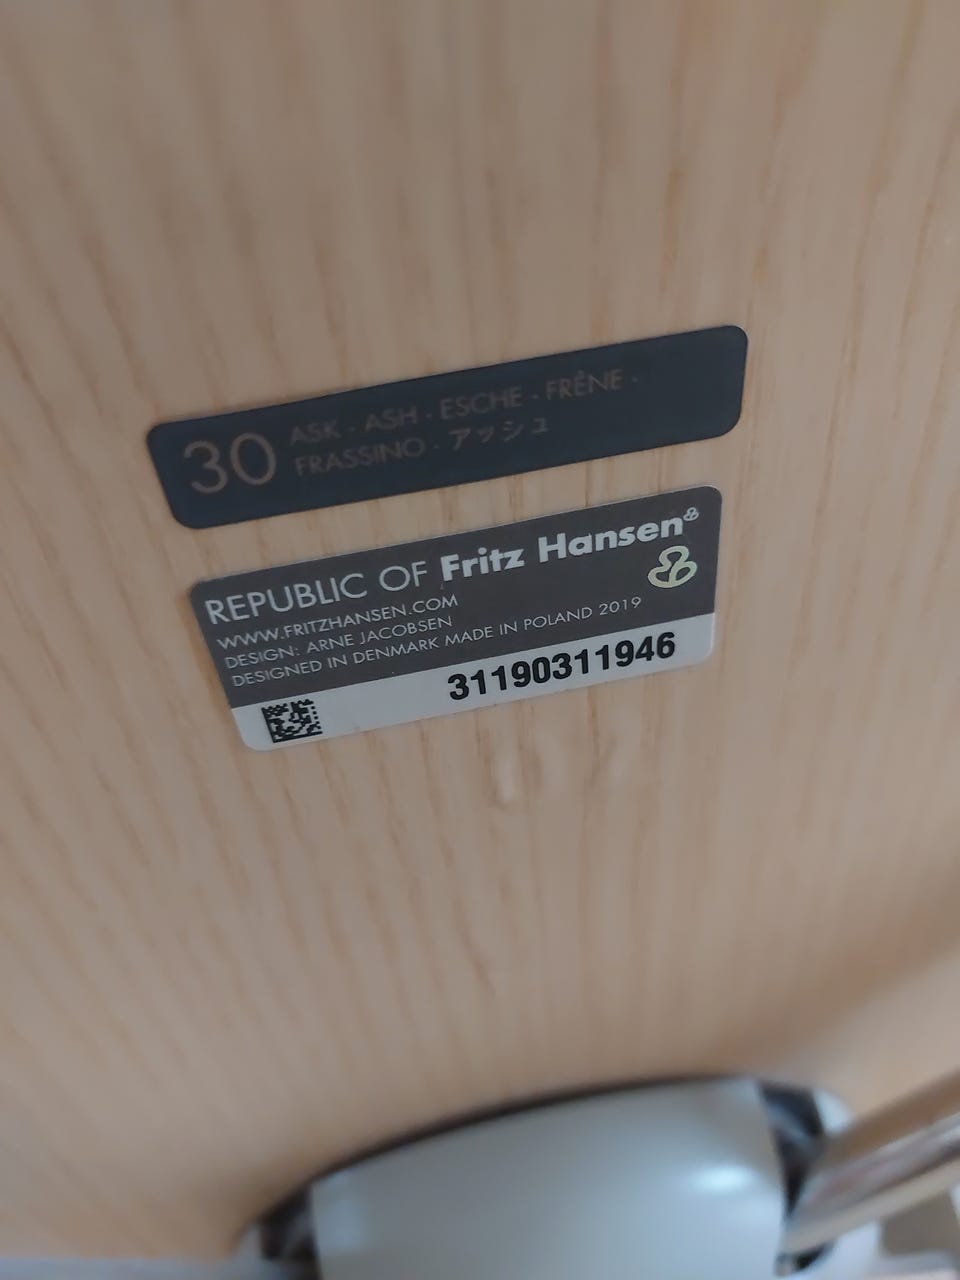 30 ASK - ASH - ESCHE - FRÊNE -
FRASSINO - アッシュ
REPUBLIC OF Fritz Hansen
WWW.FRITZHANSEN.COM
DESIGN: ARNE JACOBSEN
DESIGNED IN DENMARK MADE IN POLAND 2019
31190311946